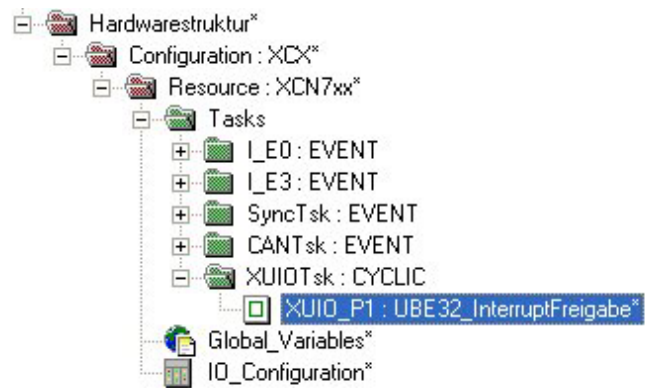 Hardwarestruktur*
Configuration : XCX*
Resource : XCN7xx*
Tasks
I_E0 : EVENT
I_E3 : EVENT
SyncTsk : EVENT
CANTsk : EVENT
XUIOTsk : CYCLIC
XUIO_P1 : UBE32_InterruptFreigabe*
Global_Variables*
IO_Configuration*